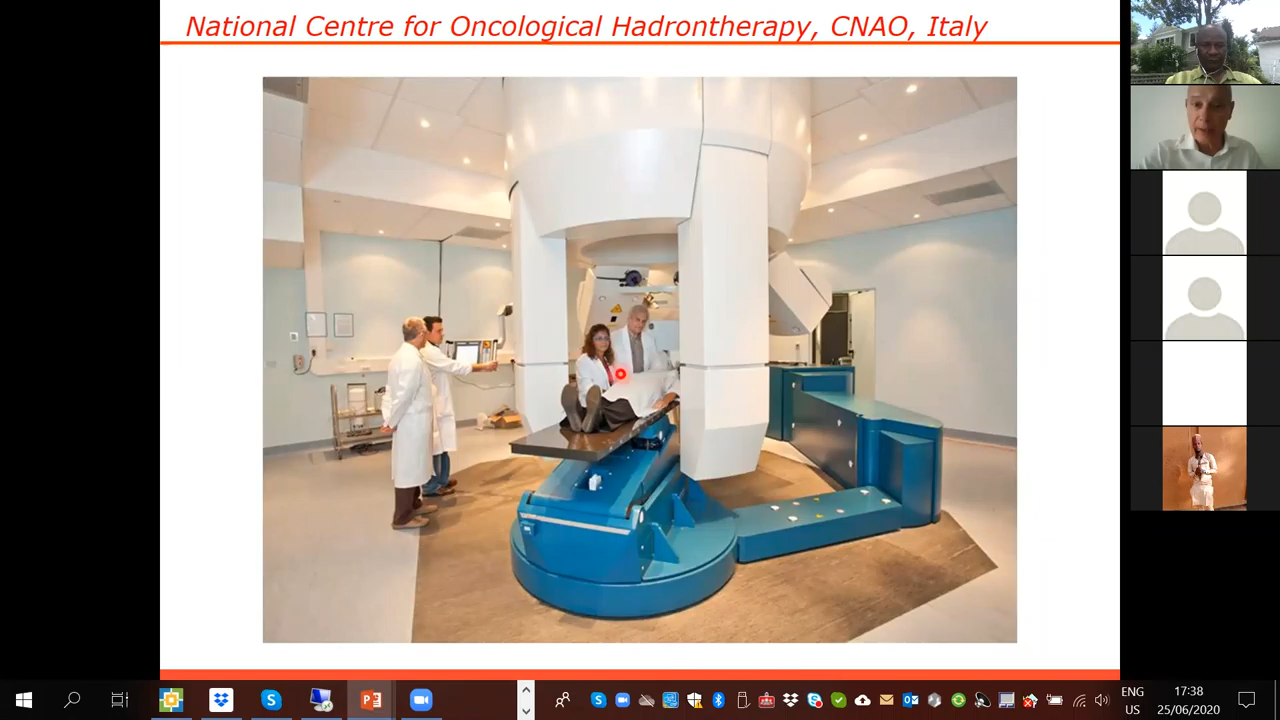 National Centre for Oncological Hadrontherapy, CNAO, Italy
ENG
US
17:38
25/06/2020